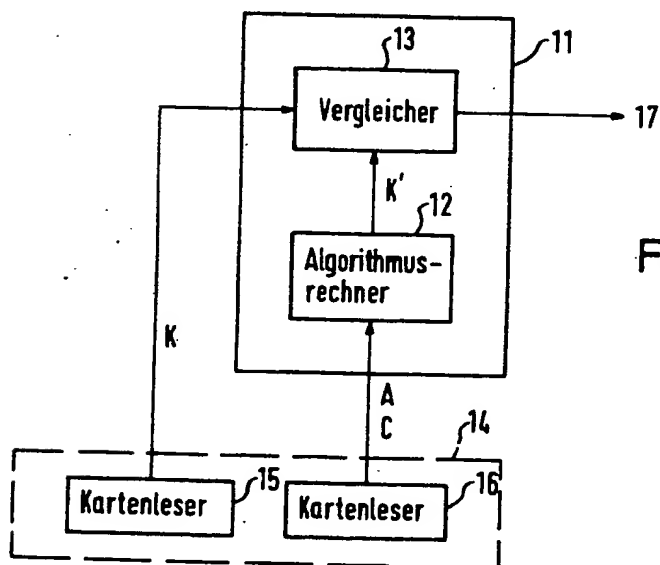 13
11
Vergleicher
17
K'
12
F
Algorithmus-
rechner
K
A
C
14
Kartenleser
15
Kartenleser
16